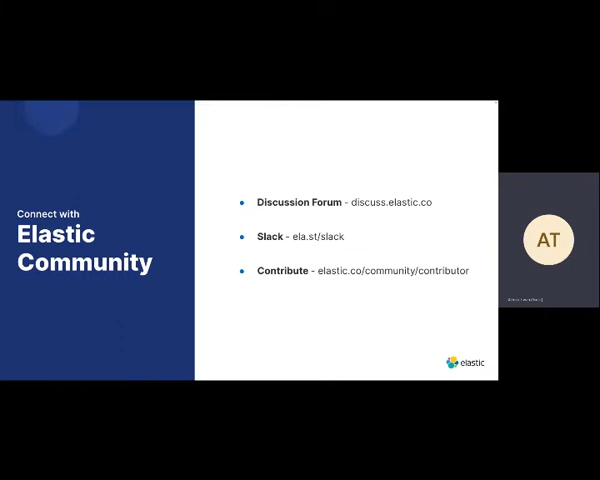 Connect with
Elastic
Community
● Discussion Forum - discuss.elastic.co
● Slack - ela.st/slack
● Contribute - elastic.co/community/contributor
elastic
AT